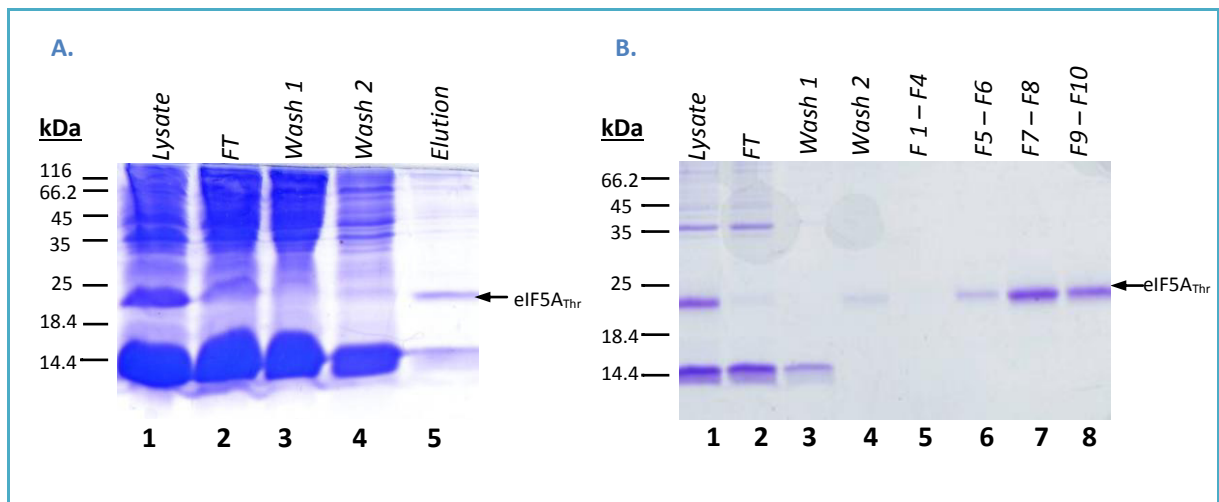 A.
kDa
Lysate
FT
Wash 1
Wash 2
Elution
116
66.2
45
35
25
18.4
14.4
eIF5AThr
1 2 3 4 5
B.
kDa
Lysate
FT
Wash 1
Wash 2
F 1 – F4
F5 – F6
F7 – F8
F9 – F10
66.2
45
35
25
18.4
14.4
eIF5AThr
1 2 3 4 5 6 7 8